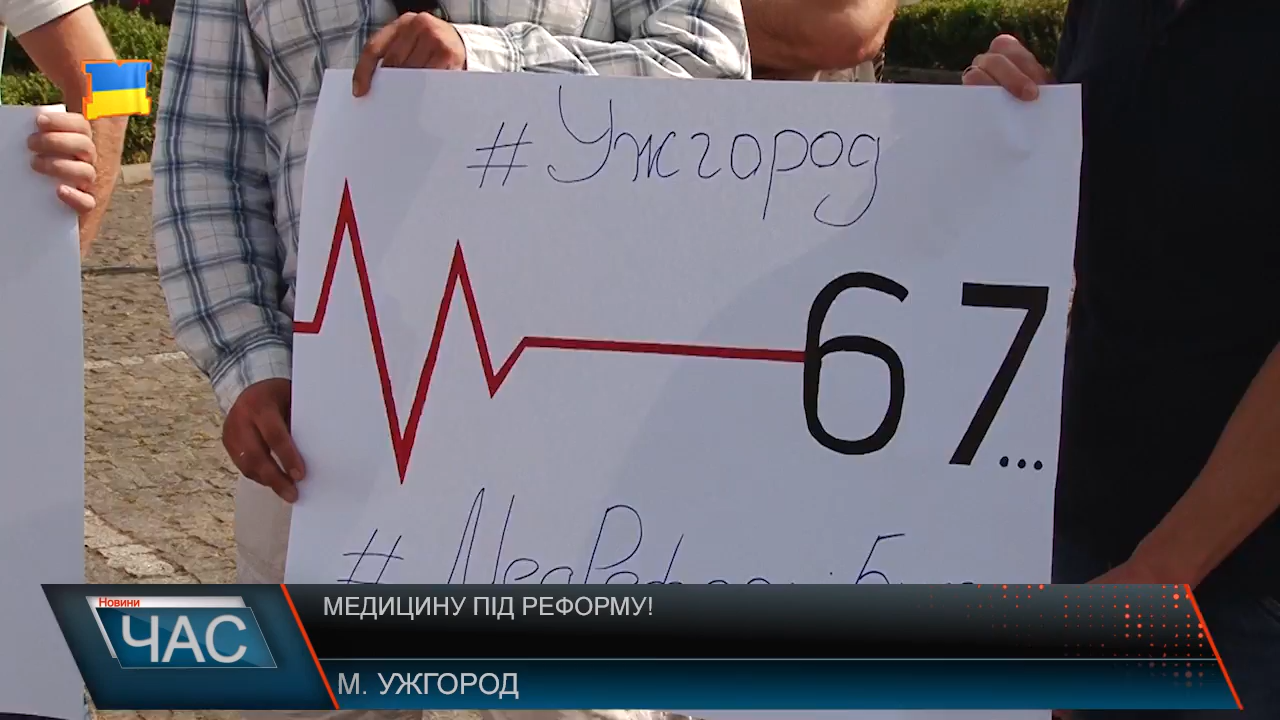 #Ужгород
67...
#
МЕДИЦИНУ ПІД РЕФОРМУ!
Новини
ЧАС
М. УЖГОРОД